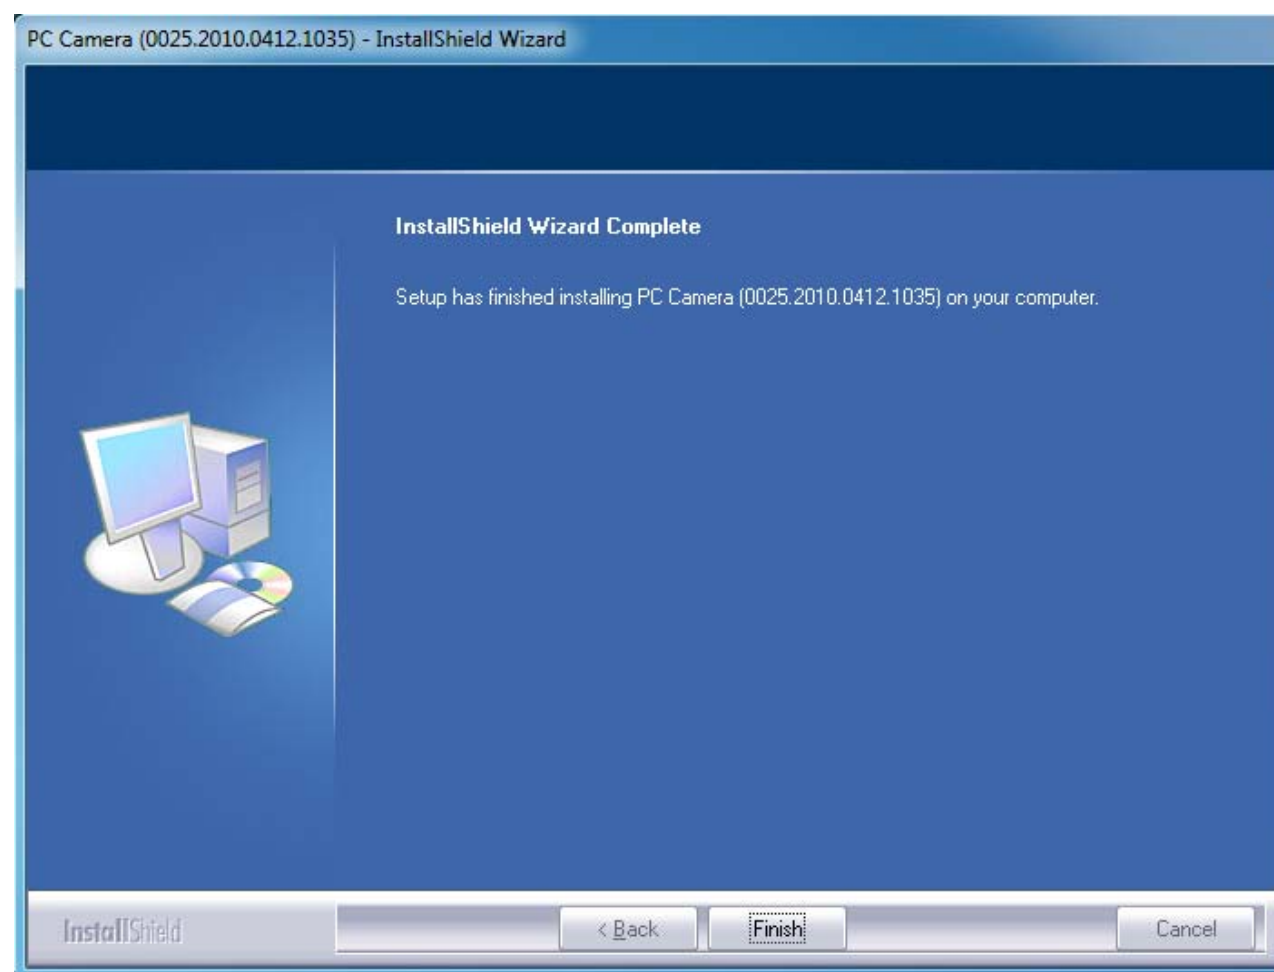 PC Camera (0025.2010.0412.1035) - InstallShield Wizard
InstallShield Wizard Complete
Setup has finished installing PC Camera (0025.2010.0412.1035) on your computer.
InstallShield
< Back
Finish
Cancel